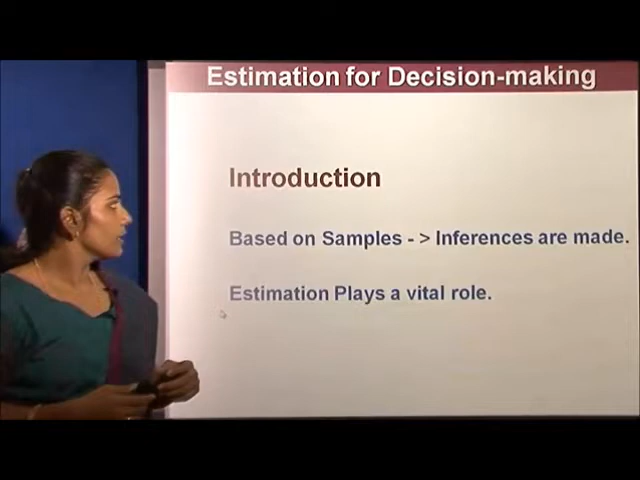 Estimation for Decision-making
Introduction
Based on Samples - > Inferences are made.
Estimation Plays a vital role.